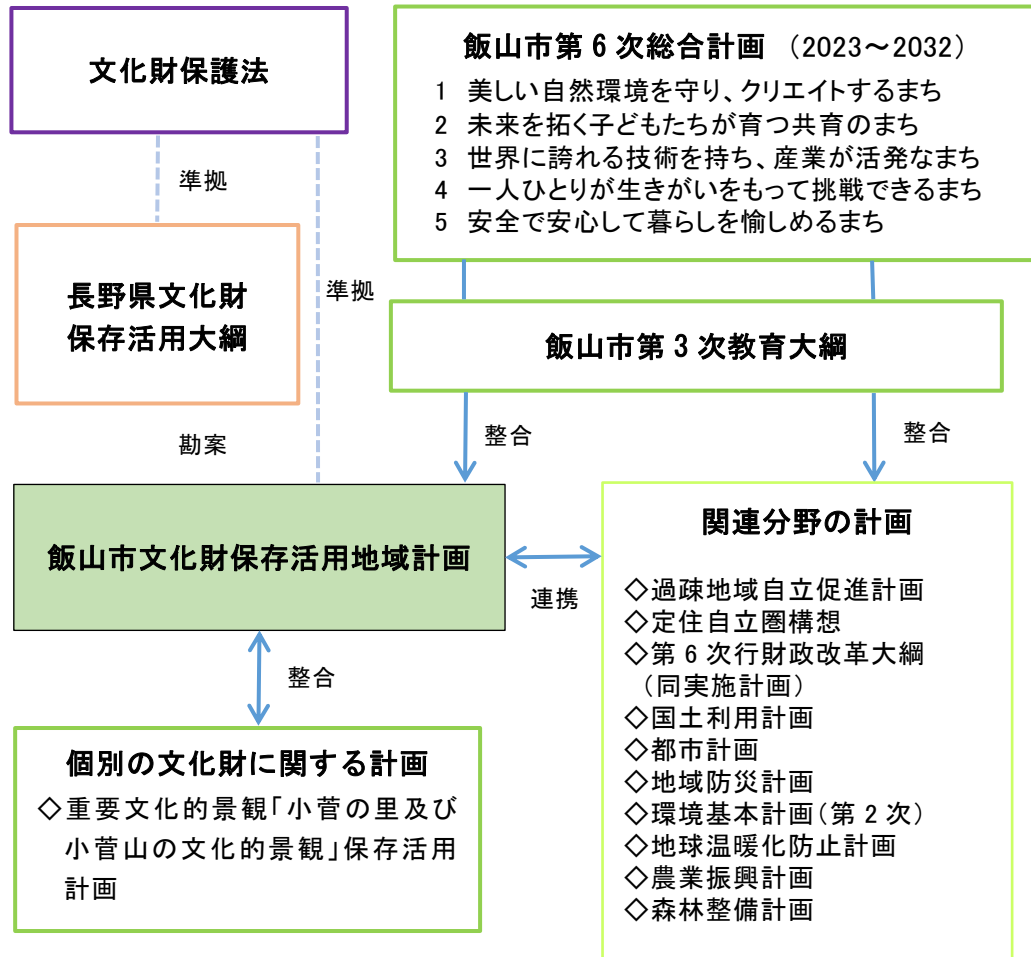 文化財保護法
準拠
長野県文化財
保存活用大綱
準拠
勘案
飯山市第6次総合計画 (2023～2032)
1 美しい自然環境を守り、クリエイトするまち
2 未来を拓く子どもたちが育つ共育のまち
3 世界に誇れる技術を持ち、産業が活発なまち
4 一人ひとりが生きがいをもって挑戦できるまち
5 安全で安心して暮らしを愉しめるまち
飯山市第3次教育大綱
整合
整合
飯山市文化財保存活用地域計画
連携
整合
個別の文化財に関する計画
◇重要文化的景観「小菅の里及び
小菅山の文化的景観」保存活用
計画
関連分野の計画
◇過疎地域自立促進計画
◇定住自立圏構想
◇第6次行財政改革大綱
（同実施計画）
◇国土利用計画
◇都市計画
◇地域防災計画
◇環境基本計画(第2次)
◇地球温暖化防止計画
◇農業振興計画
◇森林整備計画